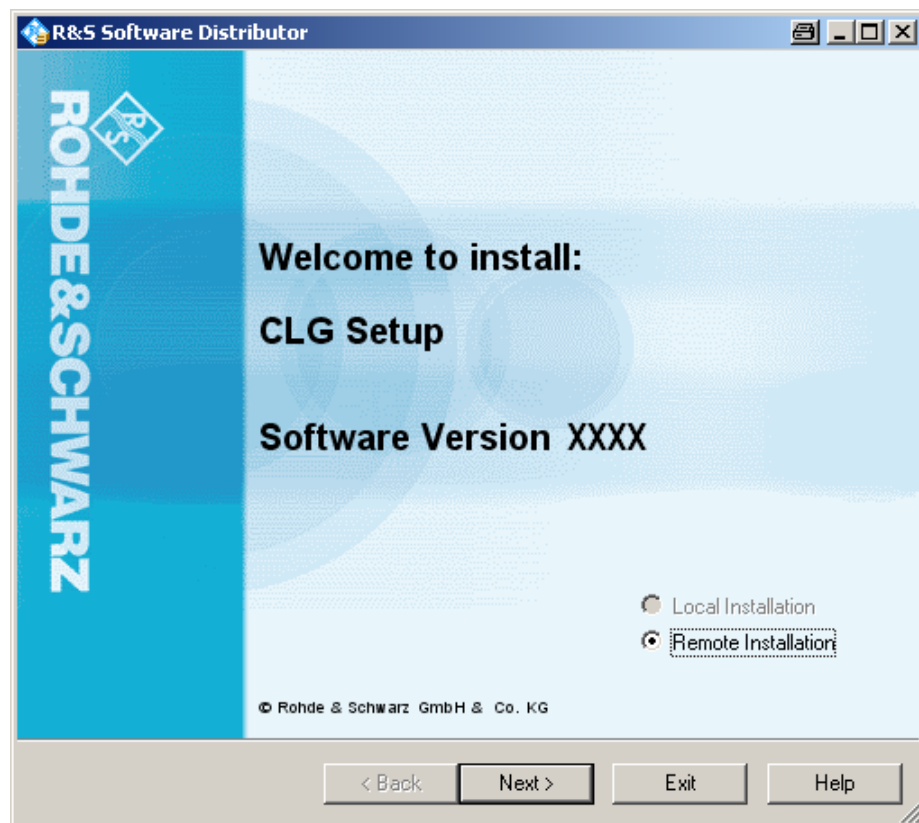 R&S Software Distributor
ROHDE&SCHWARZ
R S
Welcome to install:
CLG Setup
Software Version XXXX
Local Installation
Remote Installation
© Rohde & Schwarz GmbH & Co. KG
< Back
Next >
Exit
Help